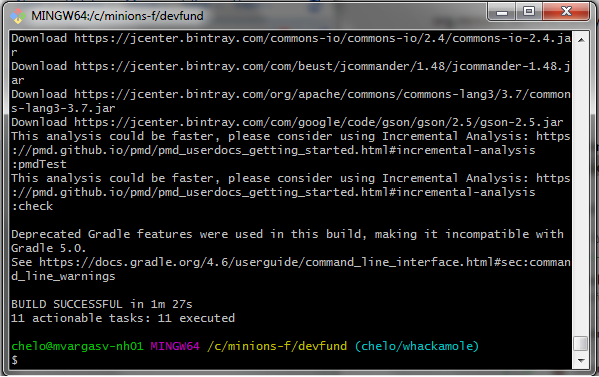 MINGW64:/c/minions-f/devfund
Download https://jcenter.bintray.com/commons-io/commons-io/2.4/commons-io-2.4.ja
r
Download https://jcenter.bintray.com/com/beust/jcommander/1.48/jcommander-1.48.j
ar
Download https://jcenter.bintray.com/org/apache/commons/commons-lang3/3.7/common
s-lang3-3.7.jar
Download https://jcenter.bintray.com/com/google/code/gson/gson/2.5/gson-2.5.jar
This analysis could be faster, please consider using Incremental Analysis: https
://pmd.github.io/pmd/pmd_userdocs_getting_started.html#incremental-analysis
:pmdTest
This analysis could be faster, please consider using Incremental Analysis: https
://pmd.github.io/pmd/pmd_userdocs_getting_started.html#incremental-analysis
:check
Deprecated Gradle features were used in this build, making it incompatible with
Gradle 5.0.
See https://docs.gradle.org/4.6/userguide/command_line_interface.html#sec:comman
d_line_warnings
BUILD SUCCESSFUL in 1m 27s
11 actionable tasks: 11 executed
chelo@mvargasv-nh01 MINGW64 /c/minions-f/devfund (chelo/whackamole)
$